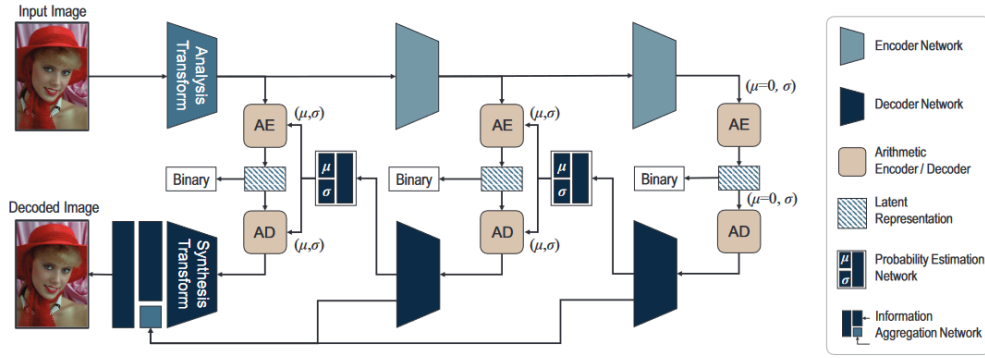 Input Image
Analysis
Transform
(μ=0, σ)
AE
(μ,σ)
AE
(μ,σ)
AE
Binary
μ
σ
Binary
μ
σ
Binary
(μ=0, σ)
Decoded Image
AD
(μ,σ)
AD
(μ,σ)
AD
Synthesis
Transform
Encoder Network
Decoder Network
Arithmetic
Encoder / Decoder
Latent
Representation
μ
σ
Probability Estimation
Network
Information
Aggregation Network